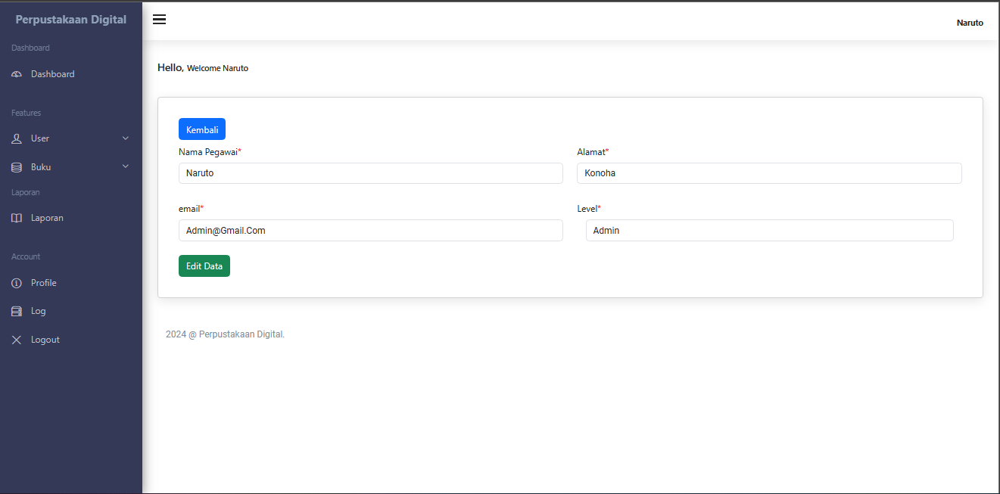 Perpustakaan Digital
Dashboard
Dashboard
Features
User
Buku
Laporan
Laporan
Account
Profile
Log
Logout
Naruto
Hello, Welcome Naruto
Kembali
Nama Pegawai* Alamat*
Naruto Konoha
email* Level*
Admin@Gmail.Com Admin
Edit Data
2024 @ Perpustakaan Digital.